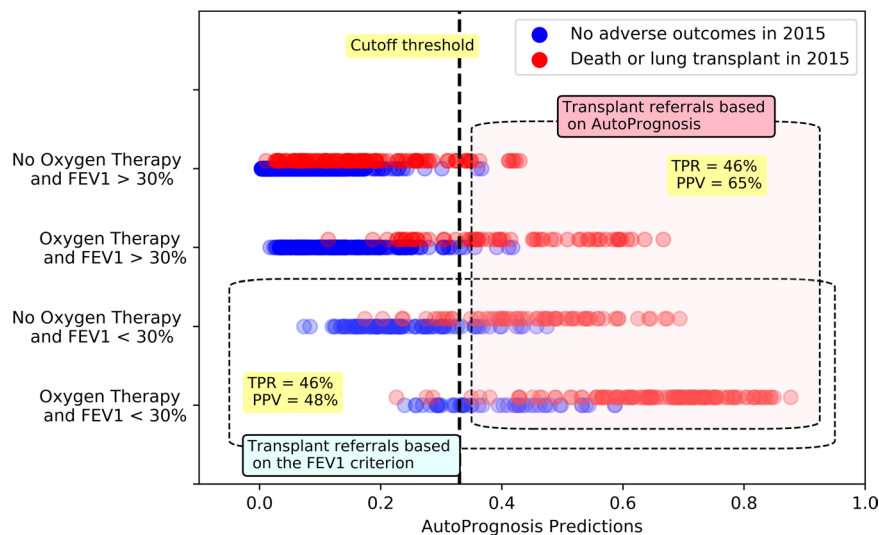 Cutoff threshold
No adverse outcomes in 2015
Death or lung transplant in 2015
Transplant referrals based
on AutoPrognosis
TPR = 46%
PPV = 65%
No Oxygen Therapy
and FEV1 > 30%
Oxygen Therapy
and FEV1 > 30%
No Oxygen Therapy
and FEV1 < 30%
Oxygen Therapy
and FEV1 < 30%
TPR = 46%
PPV = 48%
Transplant referrals based
on the FEV1 criterion
0.0 0.2 0.4 0.6 0.8 1.0
AutoPrognosis Predictions